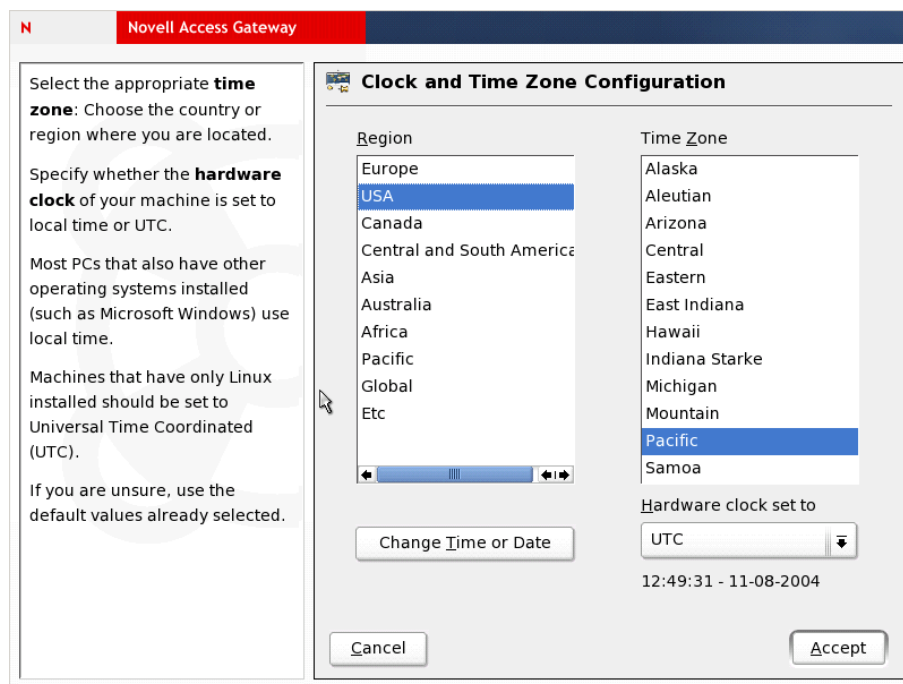 N
Novell Access Gateway
Select the appropriate time
zone: Choose the country or
region where you are located.
Specify whether the hardware
clock of your machine is set to
local time or UTC.
Most PCs that also have other
operating systems installed
(such as Microsoft Windows) use
local time.
Machines that have only Linux
installed should be set to
Universal Time Coordinated
(UTC).
If you are unsure, use the
default values already selected.
Clock and Time Zone Configuration
Region
Europe
USA
Canada
Central and South America
Asia
Australia
Africa
Pacific
Global
Etc
Change Time or Date
Time Zone
Alaska
Aleutian
Arizona
Central
Eastern
East Indiana
Hawaii
Indiana Starke
Michigan
Mountain
Pacific
Samoa
Hardware clock set to
UTC
12:49:31 - 11-08-2004
Cancel
Accept